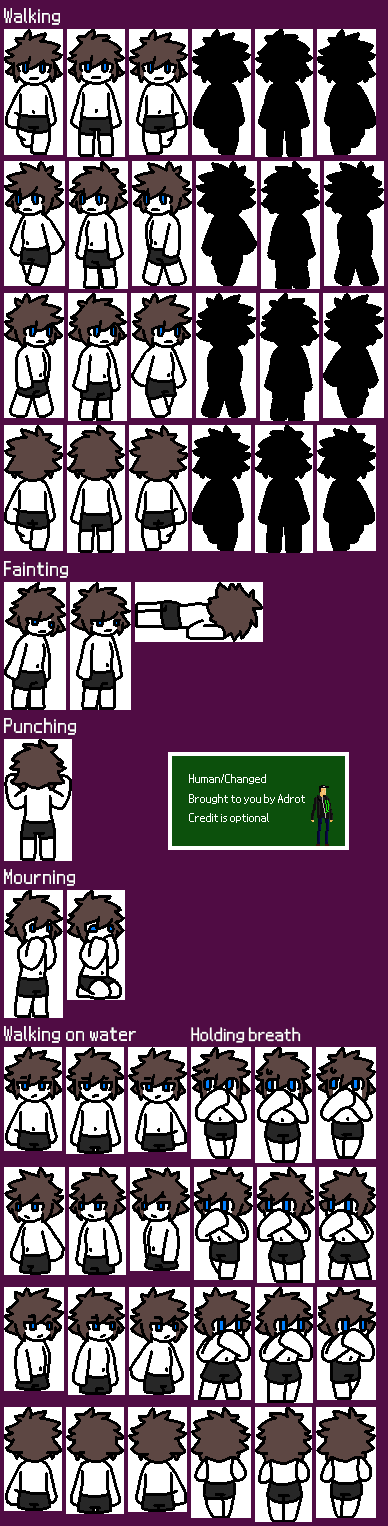 Walking
Fainting
Punching
Human/Changed
Brought to you by Adrot
Credit is optional
Mourning
Walking on water
Holding breath